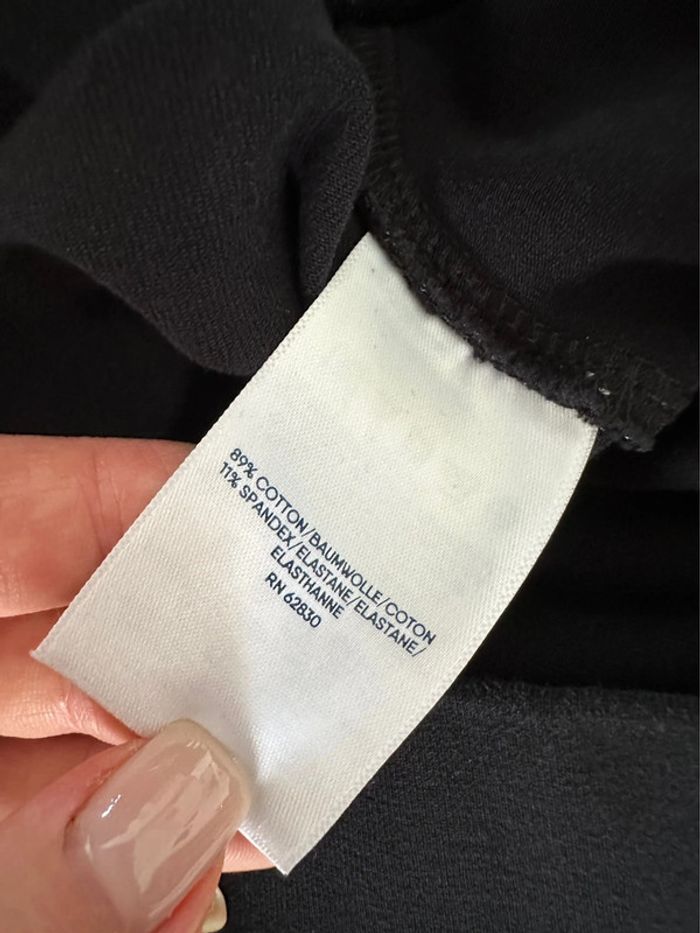 89% COTTON/BAUMWOLLE/COTON
11% SPANDEX/ELASTANE/ELASTANE/
ELASTHANNE
RN 62830